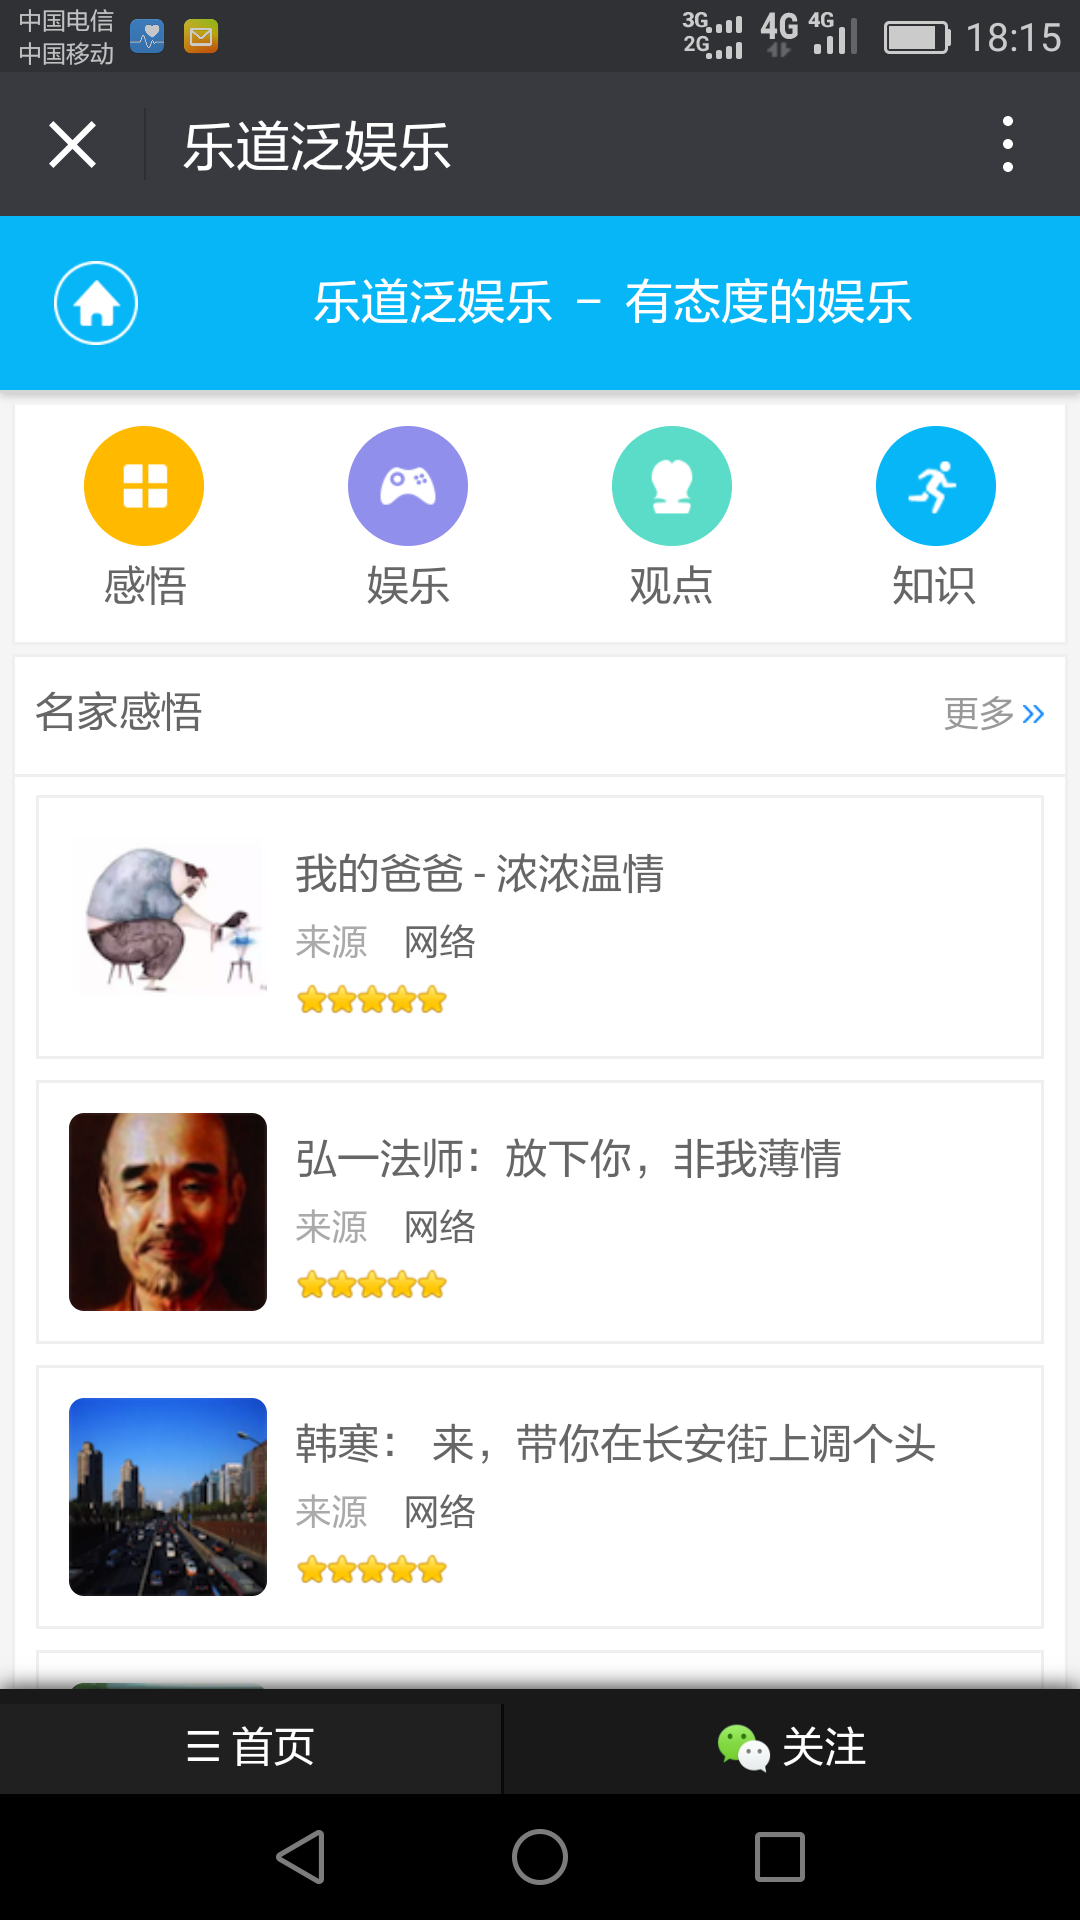 中国电信
中国移动
3G
2G
4G 4G
18:15
乐道泛娱乐
乐道泛娱乐 - 有态度的娱乐
感悟 娱乐 观点 知识
名家感悟 更多
我的爸爸 - 浓浓温情
来源 网络
弘一法师：放下你，非我薄情
来源 网络
韩寒： 来，带你在长安街上调个头
来源 网络
首页 关注